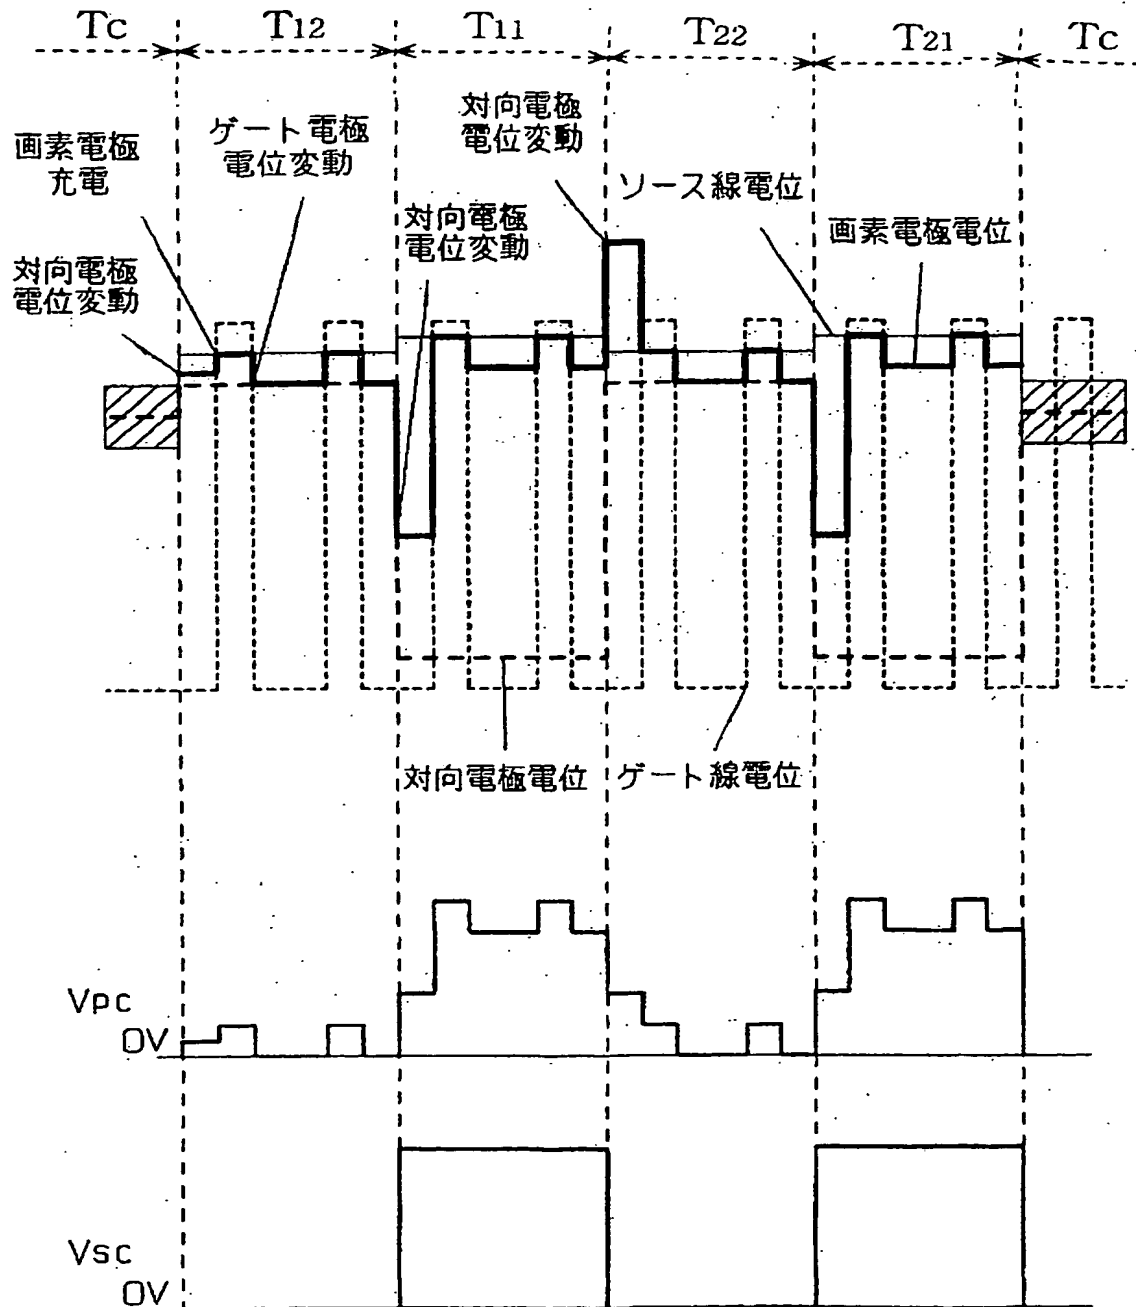 Tc T12 T11 T22 T21 Tc
対向電極
電位変動
ゲート電極
電位変動
画素電極
充電
ソース線電位
対向電極
電位変動
画素電極電位
対向電極
電位変動
対向電極電位
ゲート線電位
Vpc
0V
Vsc
0V